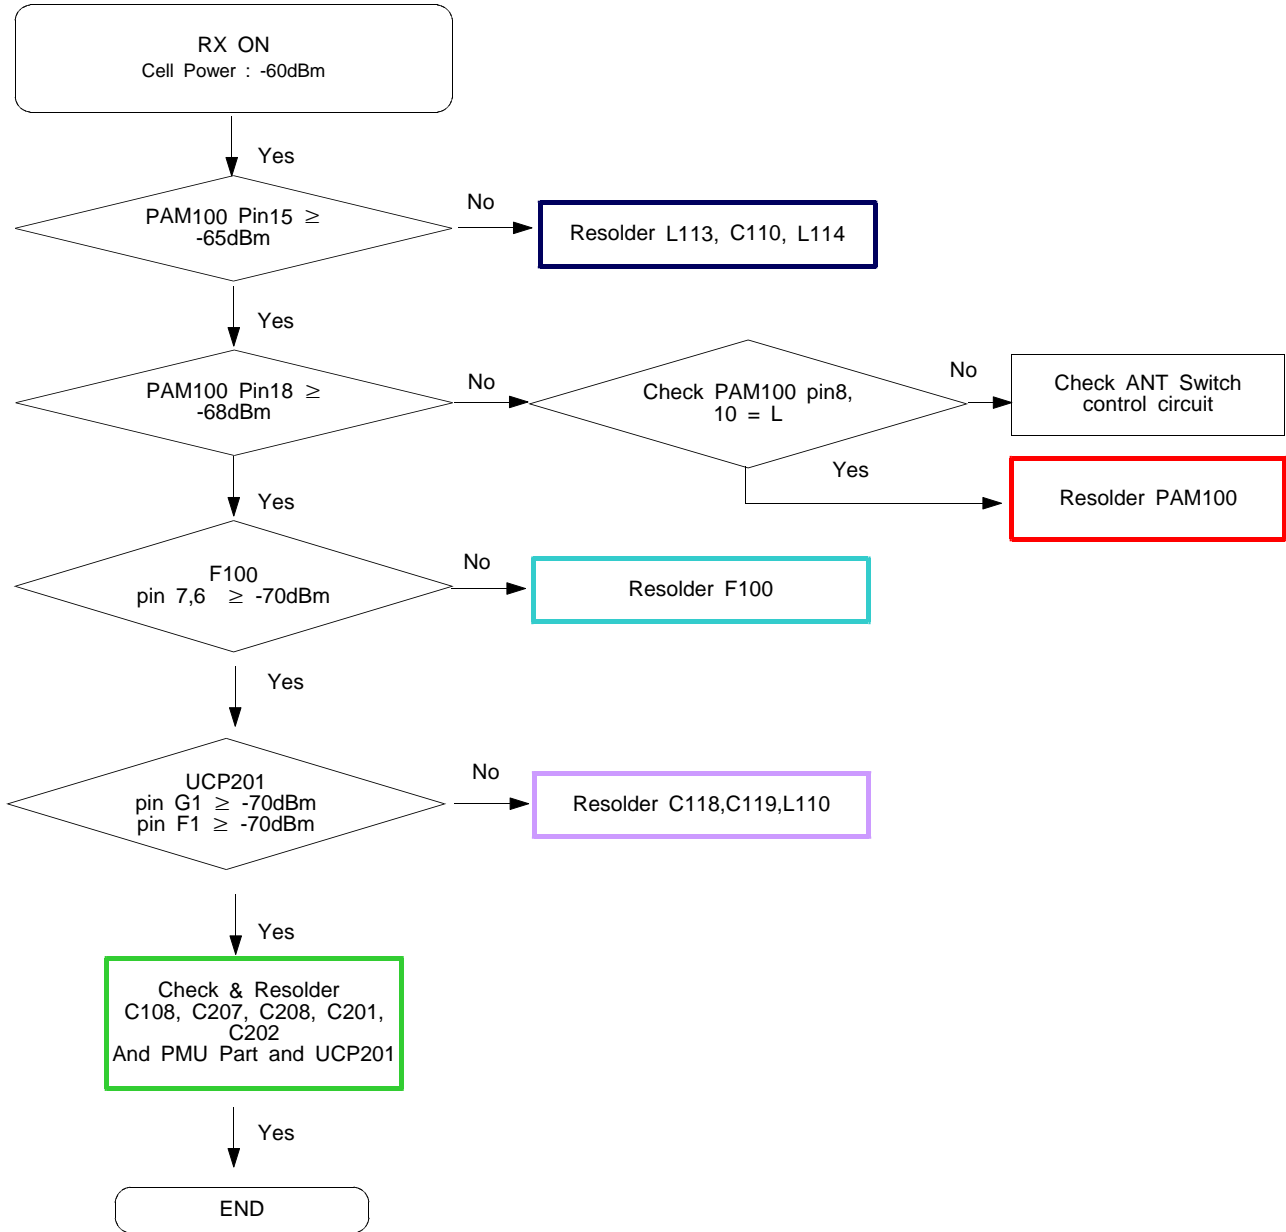 RX ON
Cell Power : -60dBm
Yes
PAM100 Pin15 ≥
-65dBm
No
Resolder L113, C110, L114
Yes
PAM100 Pin18 ≥
-68dBm
No
Check PAM100 pin8,
10 = L
No
Check ANT Switch
control circuit
Yes
Resolder PAM100
Yes
F100
pin 7,6 ≥ -70dBm
No
Resolder F100
Yes
UCP201
pin G1 ≥ -70dBm
pin F1 ≥ -70dBm
No
Resolder C118,C119,L110
Yes
Check & Resolder
C108, C207, C208, C201,
C202
And PMU Part and UCP201
Yes
END